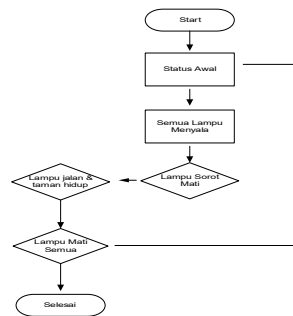 Start
Status Awal
Semua Lampu
Menyala
Lampu Sorot
Mati
Lampu jalan &
taman hidup
Lampu Mati
Semua
Selesai